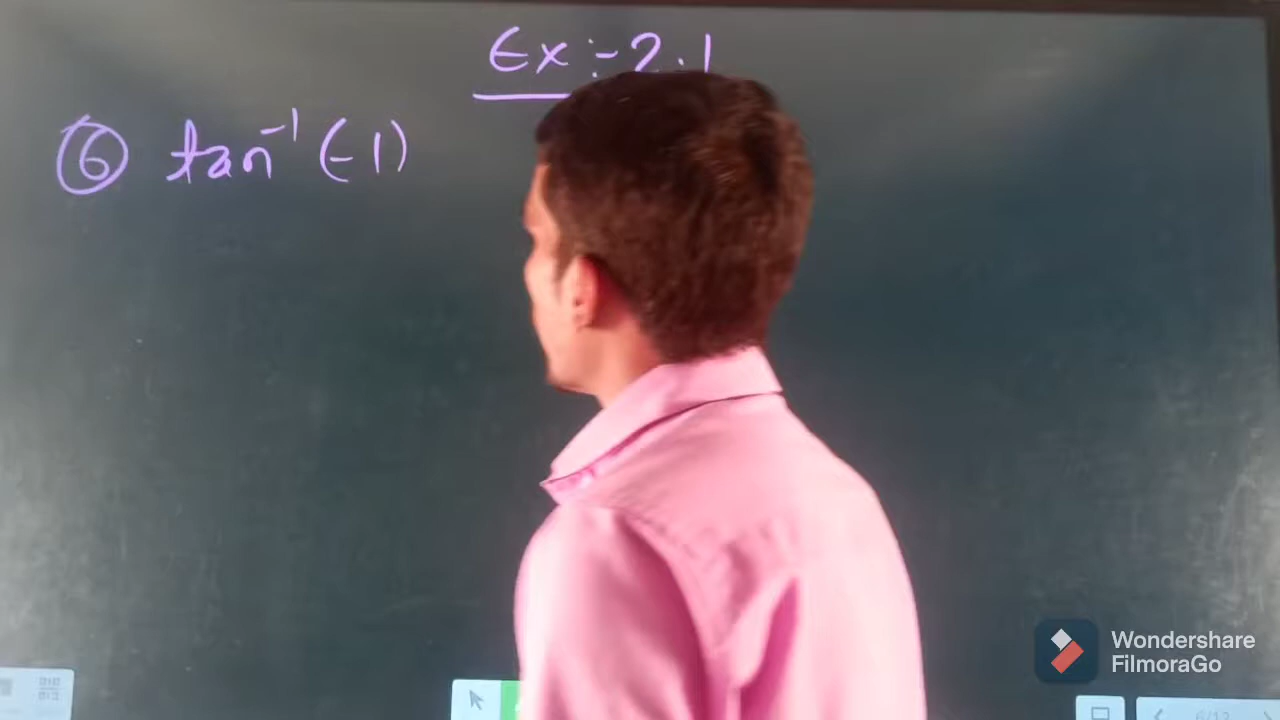 Ex :- 2.1
⑥ tan⁻¹ (-1)
Wondershare
FilmoraGo